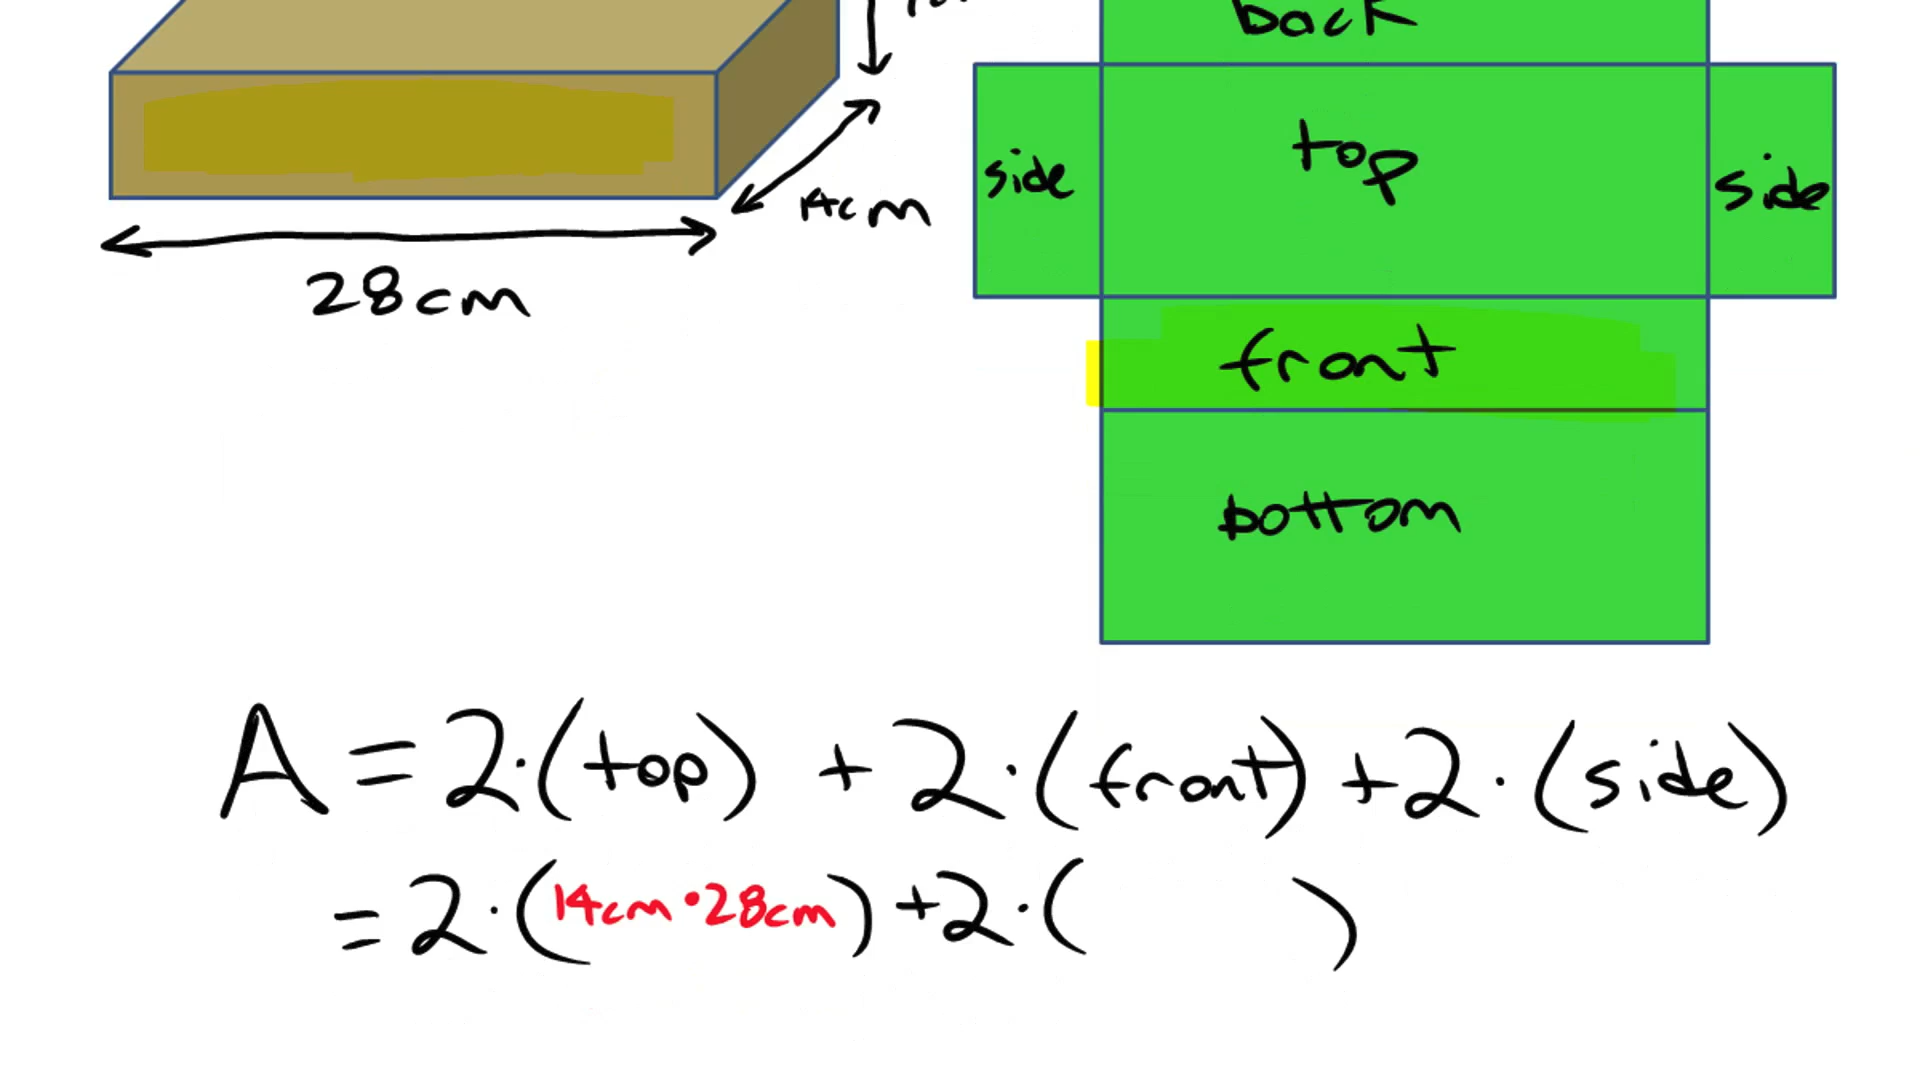 back
side top side
14cm
28cm
front
bottom
A = 2·(top) + 2·(front) + 2·(side)
= 2·(14cm·28cm) + 2·( )